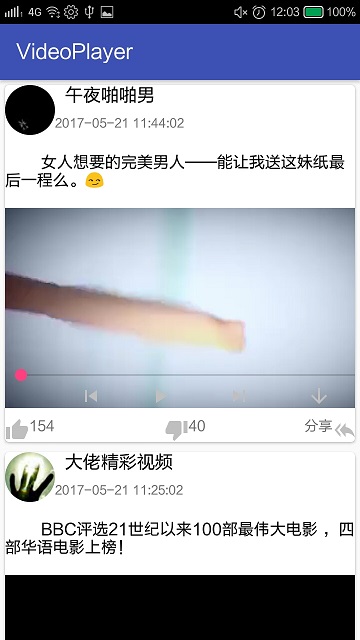 4G 12:03 100%
VideoPlayer
午夜啪啪男
2017-05-21 11:44:02
女人想要的完美男人——能让我送这妹纸最
后一程么。😏
154 40 分享
大佬精彩视频
2017-05-21 11:25:02
BBC评选21世纪以来100部最伟大电影，四
部华语电影上榜！